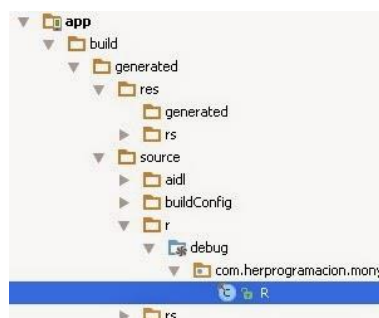 app
build
generated
res
generated
rs
source
aidl
buildConfig
r
debug
com.herprogramacion.mony
R
rs